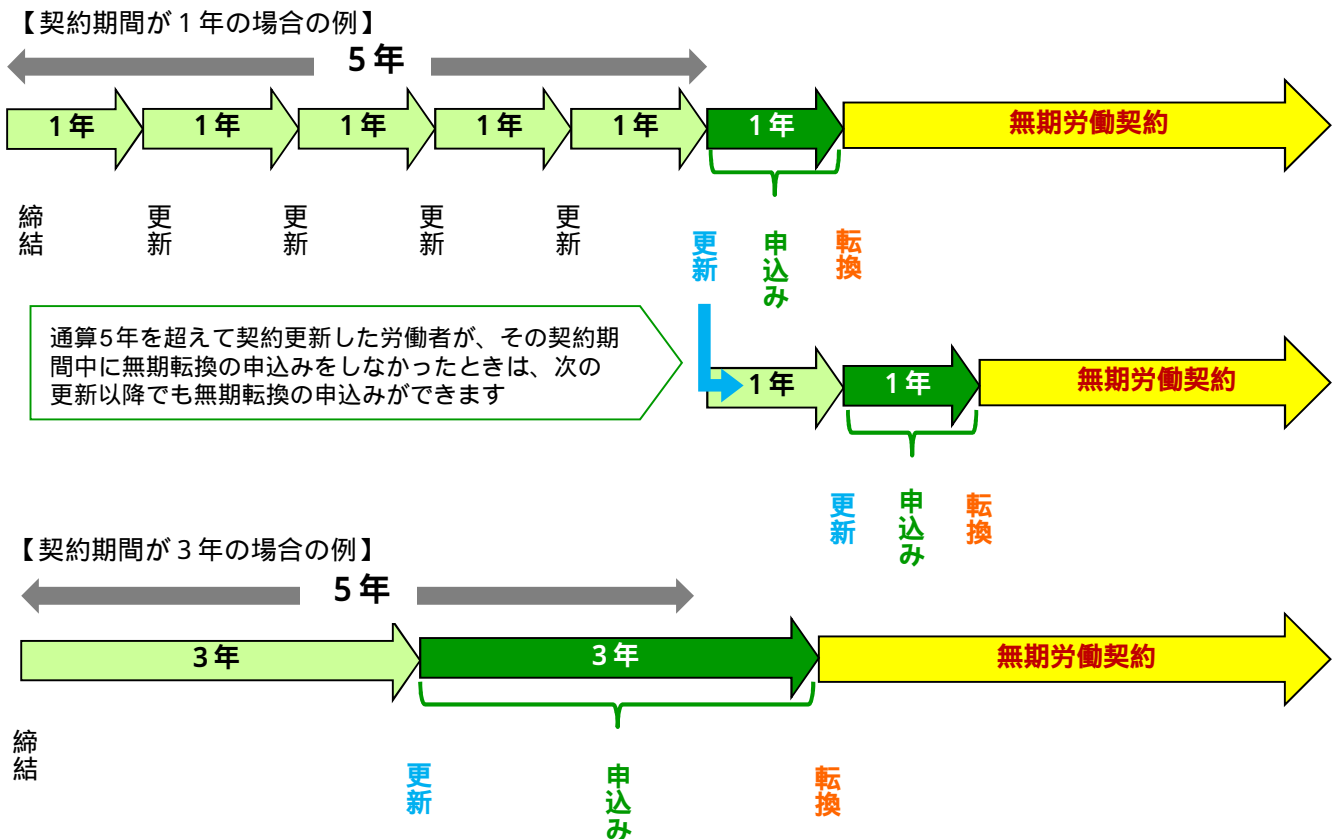 【契約期間が1年の場合の例】
5年
1年 1年 1年 1年 1年 1年 無期労働契約
締結 更新 更新 更新 更新 更新 申込み 転換
通算5年を超えて契約更新した労働者が、その契約期
間中に無期転換の申込みをしなかったときは、次の
更新以降でも無期転換の申込みができます
1年 1年 無期労働契約
更新 申込み 転換
【契約期間が3年の場合の例】
5年
3年 3年 無期労働契約
締結 更新 申込み 転換